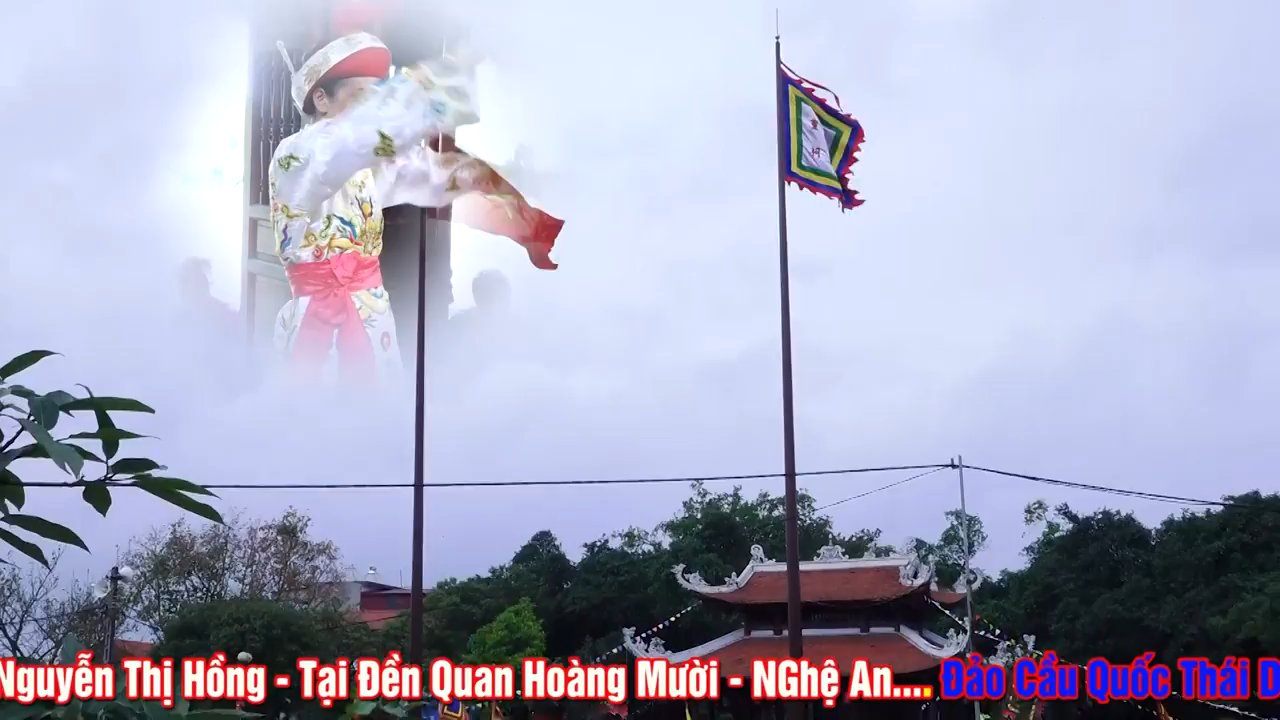 Nguyễn Thị Hồng - Tại Đền Quan Hoàng Mười - NGhệ An.... Đảo Cầu Quốc Thái D